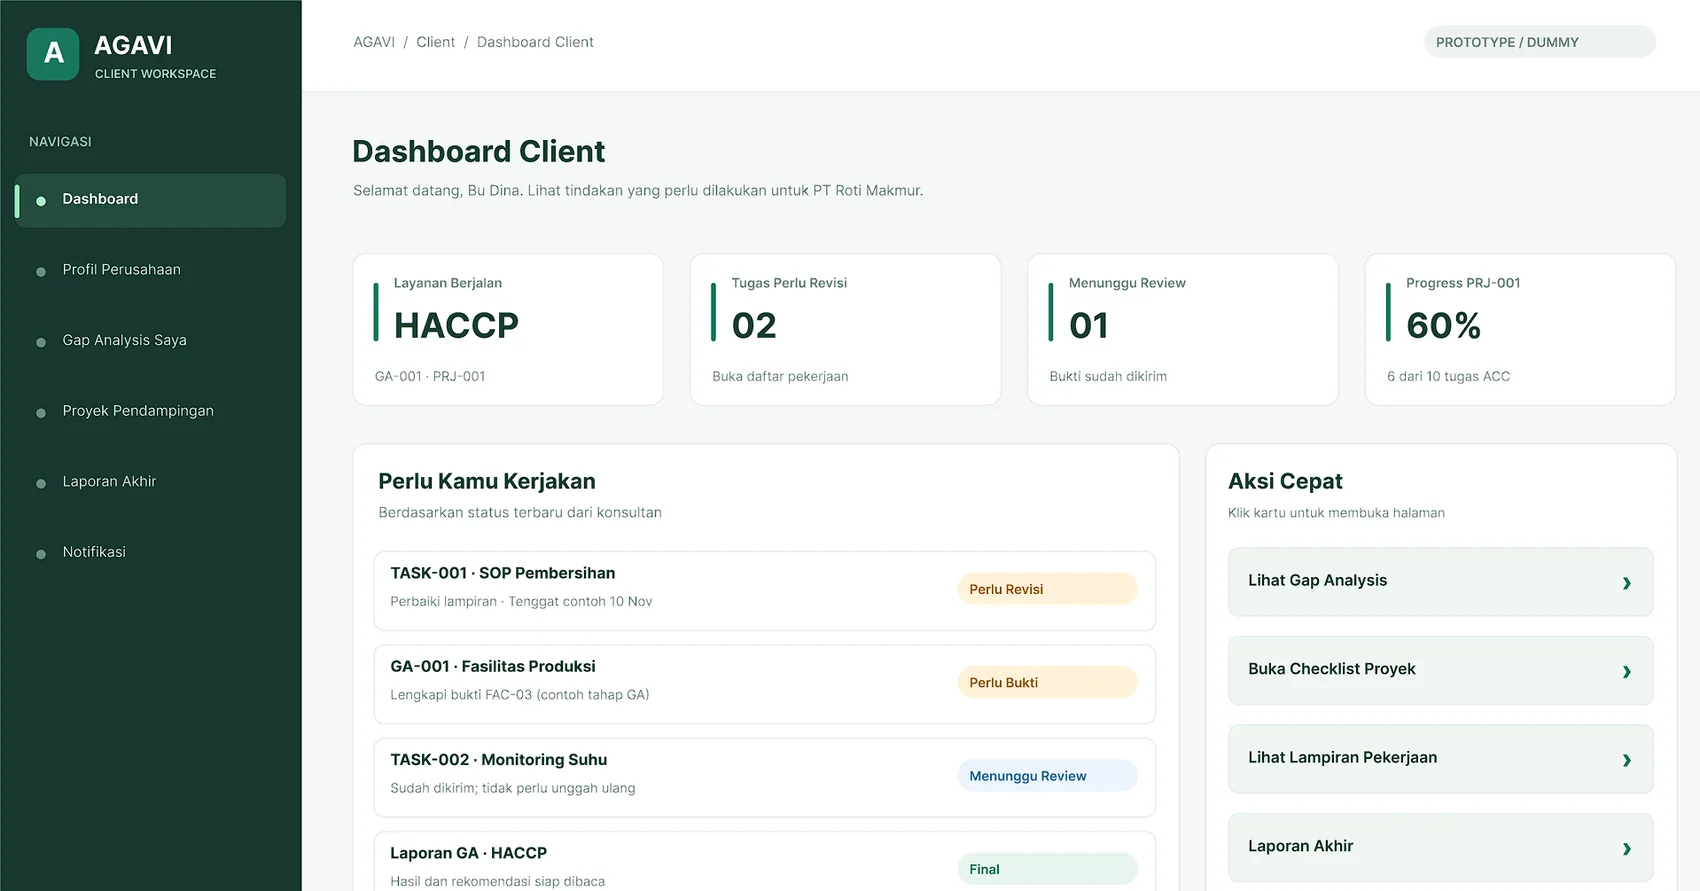 A
AGAVI
CLIENT WORKSPACE
NAVIGASI
Dashboard
Profil Perusahaan
Gap Analysis Saya
Proyek Pendampingan
Laporan Akhir
Notifikasi
AGAVI / Client / Dashboard Client
PROTOTYPE / DUMMY
Dashboard Client
Selamat datang, Bu Dina. Lihat tindakan yang perlu dilakukan untuk PT Roti Makmur.
Layanan Berjalan
HACCP
GA-001 · PRJ-001
Tugas Perlu Revisi
02
Buka daftar pekerjaan
Menunggu Review
01
Bukti sudah dikirim
Progress PRJ-001
60%
6 dari 10 tugas ACC
Perlu Kamu Kerjakan
Berdasarkan status terbaru dari konsultan
TASK-001 · SOP Pembersihan
Perbaiki lampiran · Tenggat contoh 10 Nov
Perlu Revisi
GA-001 · Fasilitas Produksi
Lengkapi bukti FAC-03 (contoh tahap GA)
Perlu Bukti
TASK-002 · Monitoring Suhu
Sudah dikirim; tidak perlu unggah ulang
Menunggu Review
Laporan GA · HACCP
Hasil dan rekomendasi siap dibaca
Final
Aksi Cepat
Klik kartu untuk membuka halaman
Lihat Gap Analysis
Buka Checklist Proyek
Lihat Lampiran Pekerjaan
Laporan Akhir